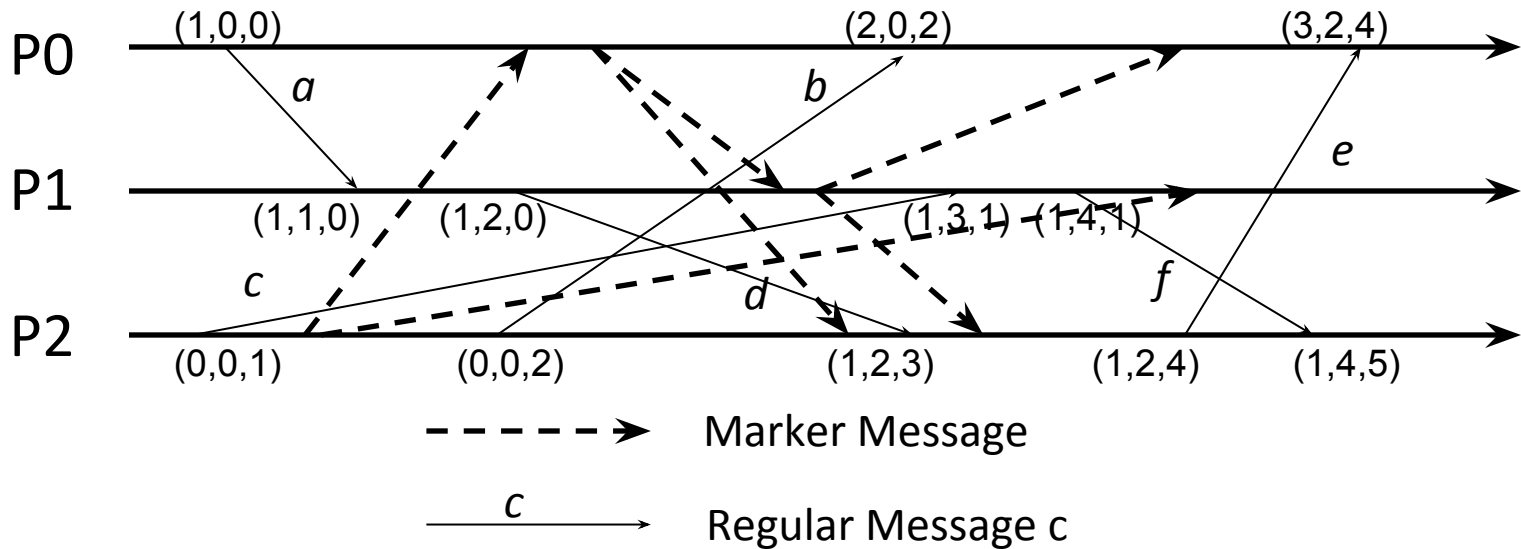 (1,0,0) (2,0,2) (3,2,4)
P0
a b
e
P1
(1,1,0) (1,2,0) (1,3,1) (1,4,1)
c d f
P2
(0,0,1) (0,0,2) (1,2,3) (1,2,4) (1,4,5)
Marker Message
c
Regular Message c